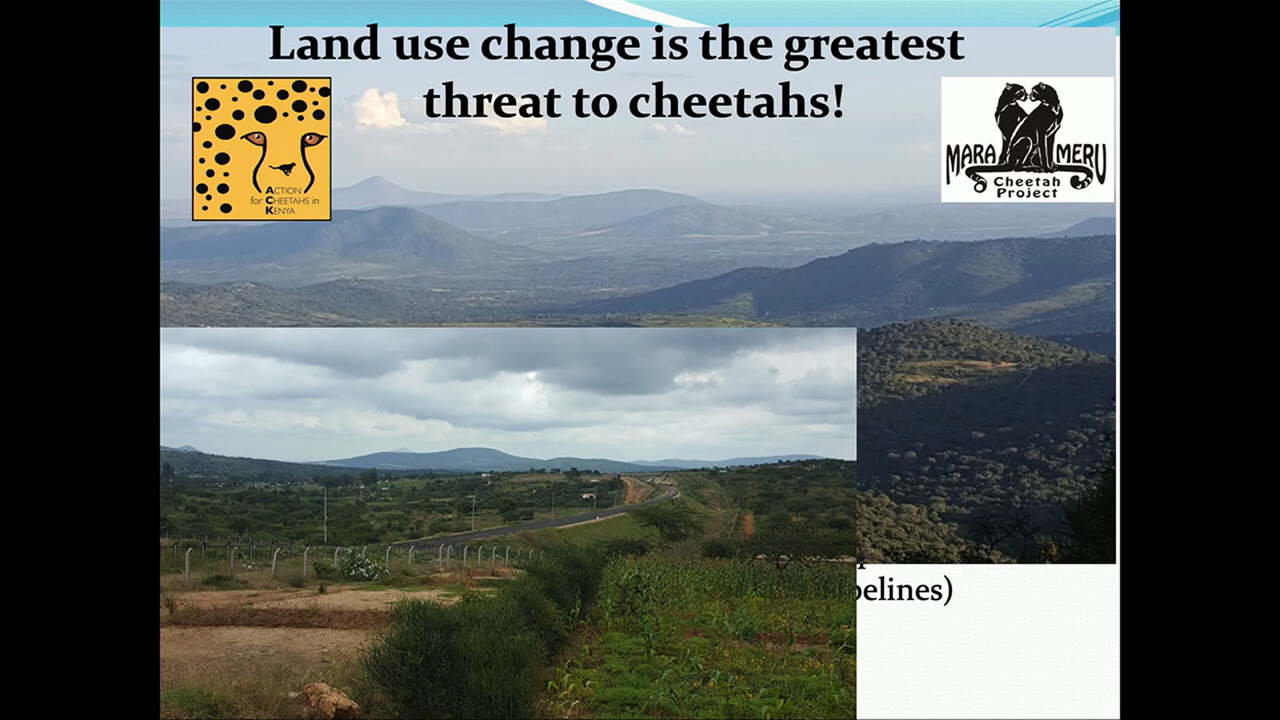 Land use change is the greatest
threat to cheetahs!
ACTION
for CHEETAHS in
KENYA
MARA MERU
Cheetah
Project
pelines)